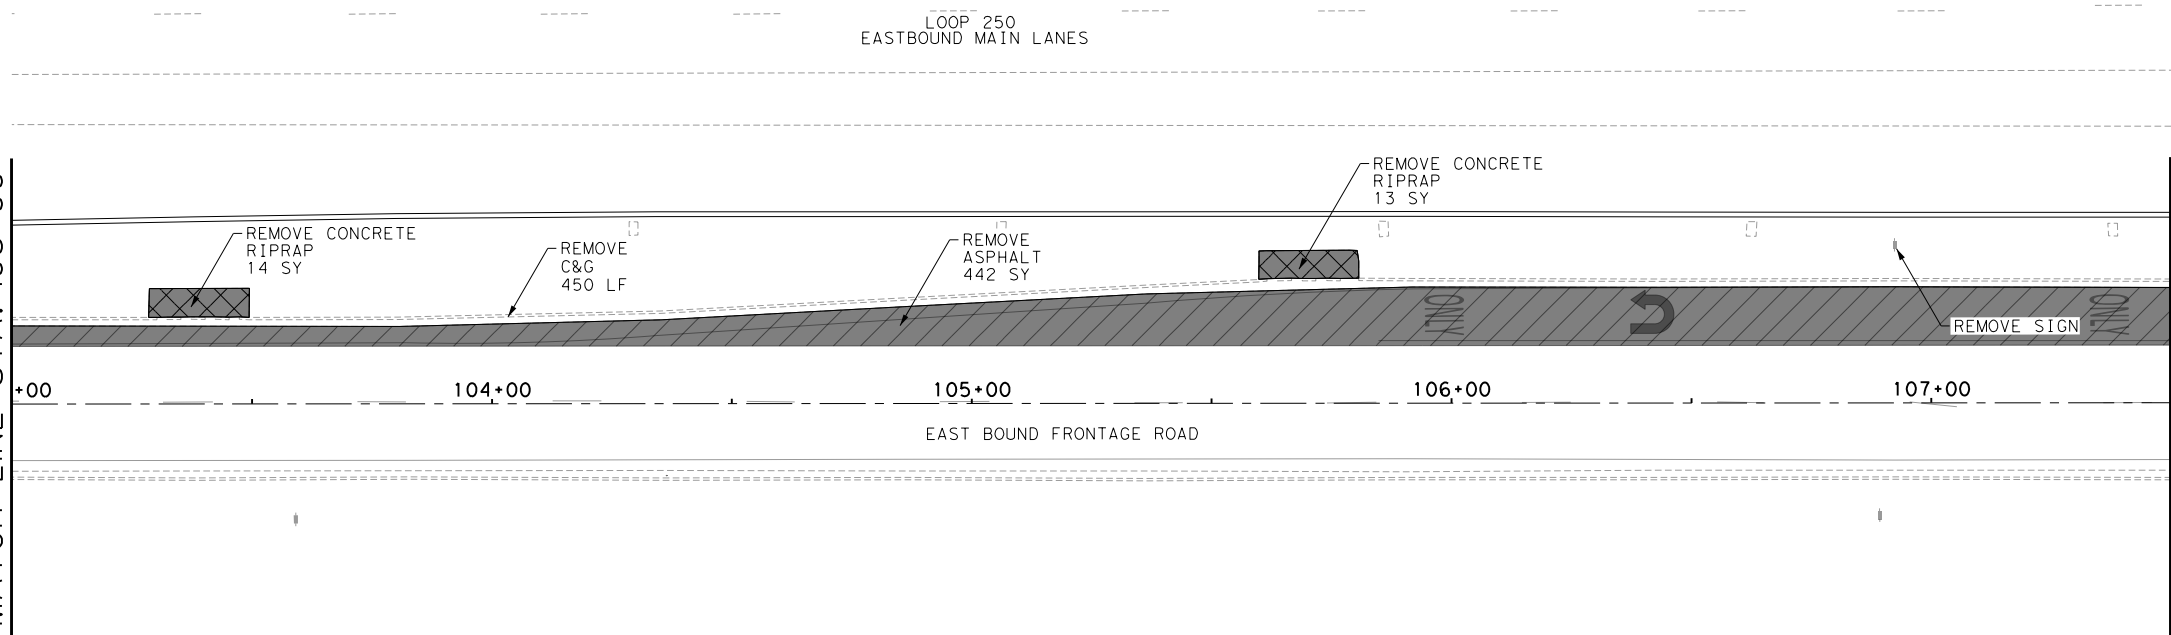 LOOP 250
EASTBOUND MAIN LANES
REMOVE CONCRETE
RIPRAP
13 SY
REMOVE CONCRETE
RIPRAP
14 SY
REMOVE
C&G
450 LF
REMOVE
ASPHALT
442 SY
ONLY
ONLY
REMOVE SIGN
+00
104+00
105+00
106+00
107+00
EAST BOUND FRONTAGE ROAD